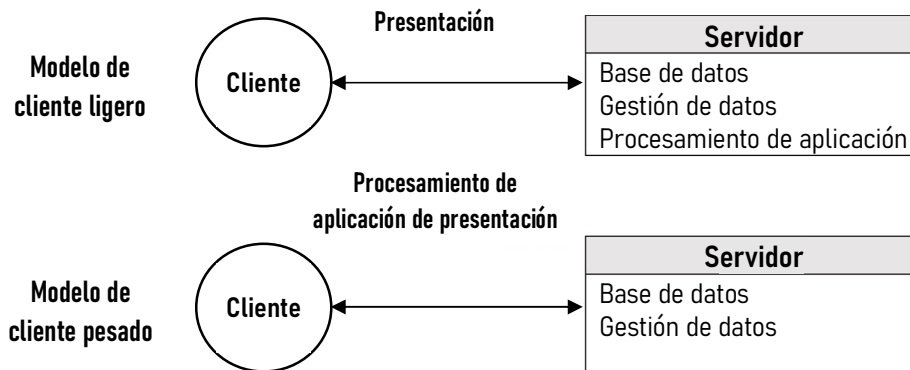 Presentación
Modelo de
cliente ligero
Cliente
Servidor
Base de datos
Gestión de datos
Procesamiento de aplicación
Procesamiento de
aplicación de presentación
Modelo de
cliente pesado
Cliente
Servidor
Base de datos
Gestión de datos